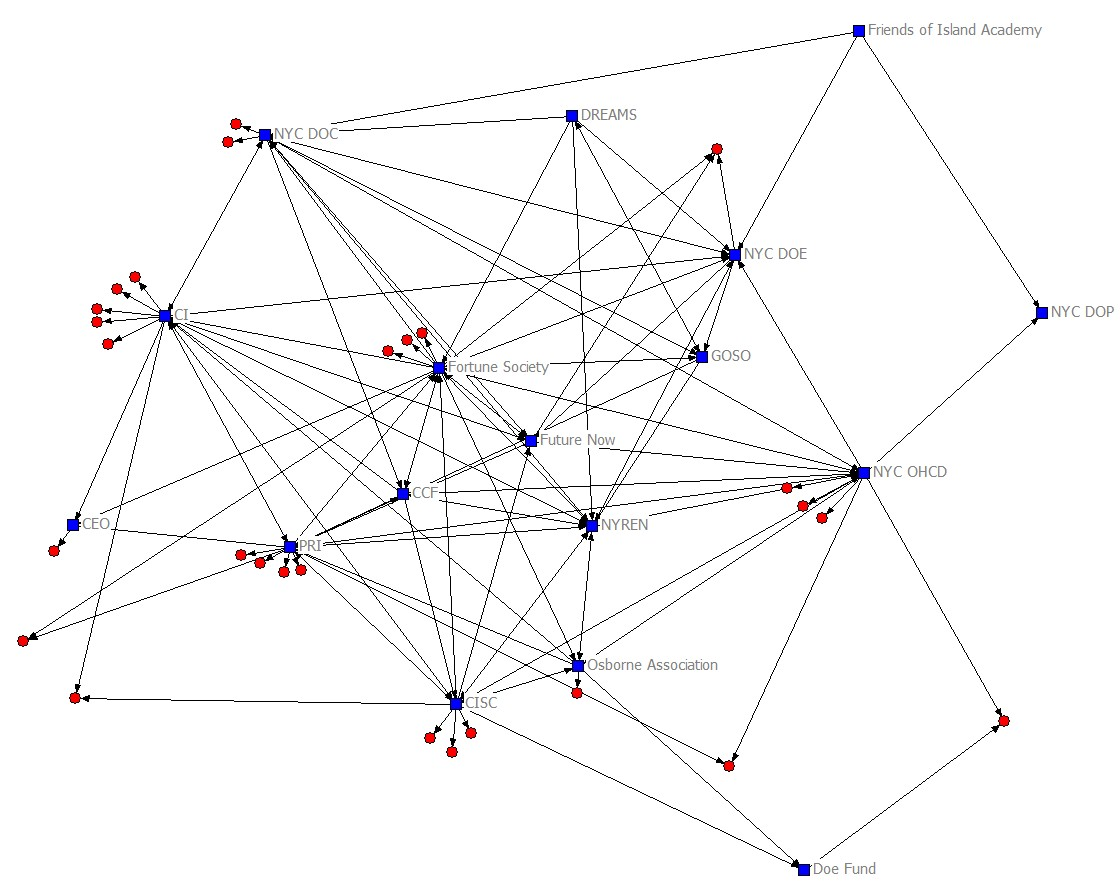 Friends of Island Academy
DREAMS
NYC DOC
NYC DOE
NYC DOP
CI
GOSO
Fortune Society
Future Now
NYC OHCD
CCF
CEO
NYREN
PRI
Osborne Association
CISC
Doe Fund